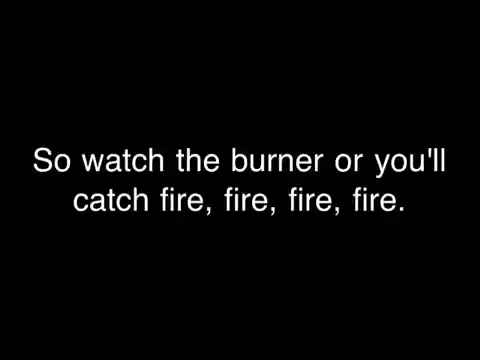 So watch the burner or you'll
catch fire, fire, fire, fire.